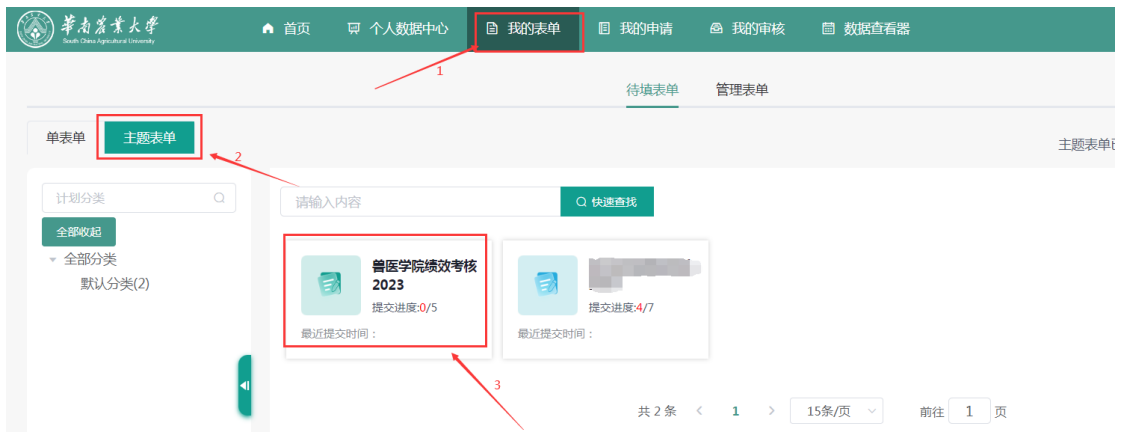 华南农业大学
South China Agricultural University
首页 个人数据中心 我的表单 我的申请 我的审核 数据查看器
1
待填表单 管理表单
单表单 主题表单
2
主题表单已
计划分类
请输入内容 快速查找
全部收起
全部分类
默认分类(2)
兽医学院绩效考核
2023
提交进度:0/5
最近提交时间：
提交进度:4/7
最近提交时间：
3
共 2 条 < 1 > 15条/页 前往 1 页